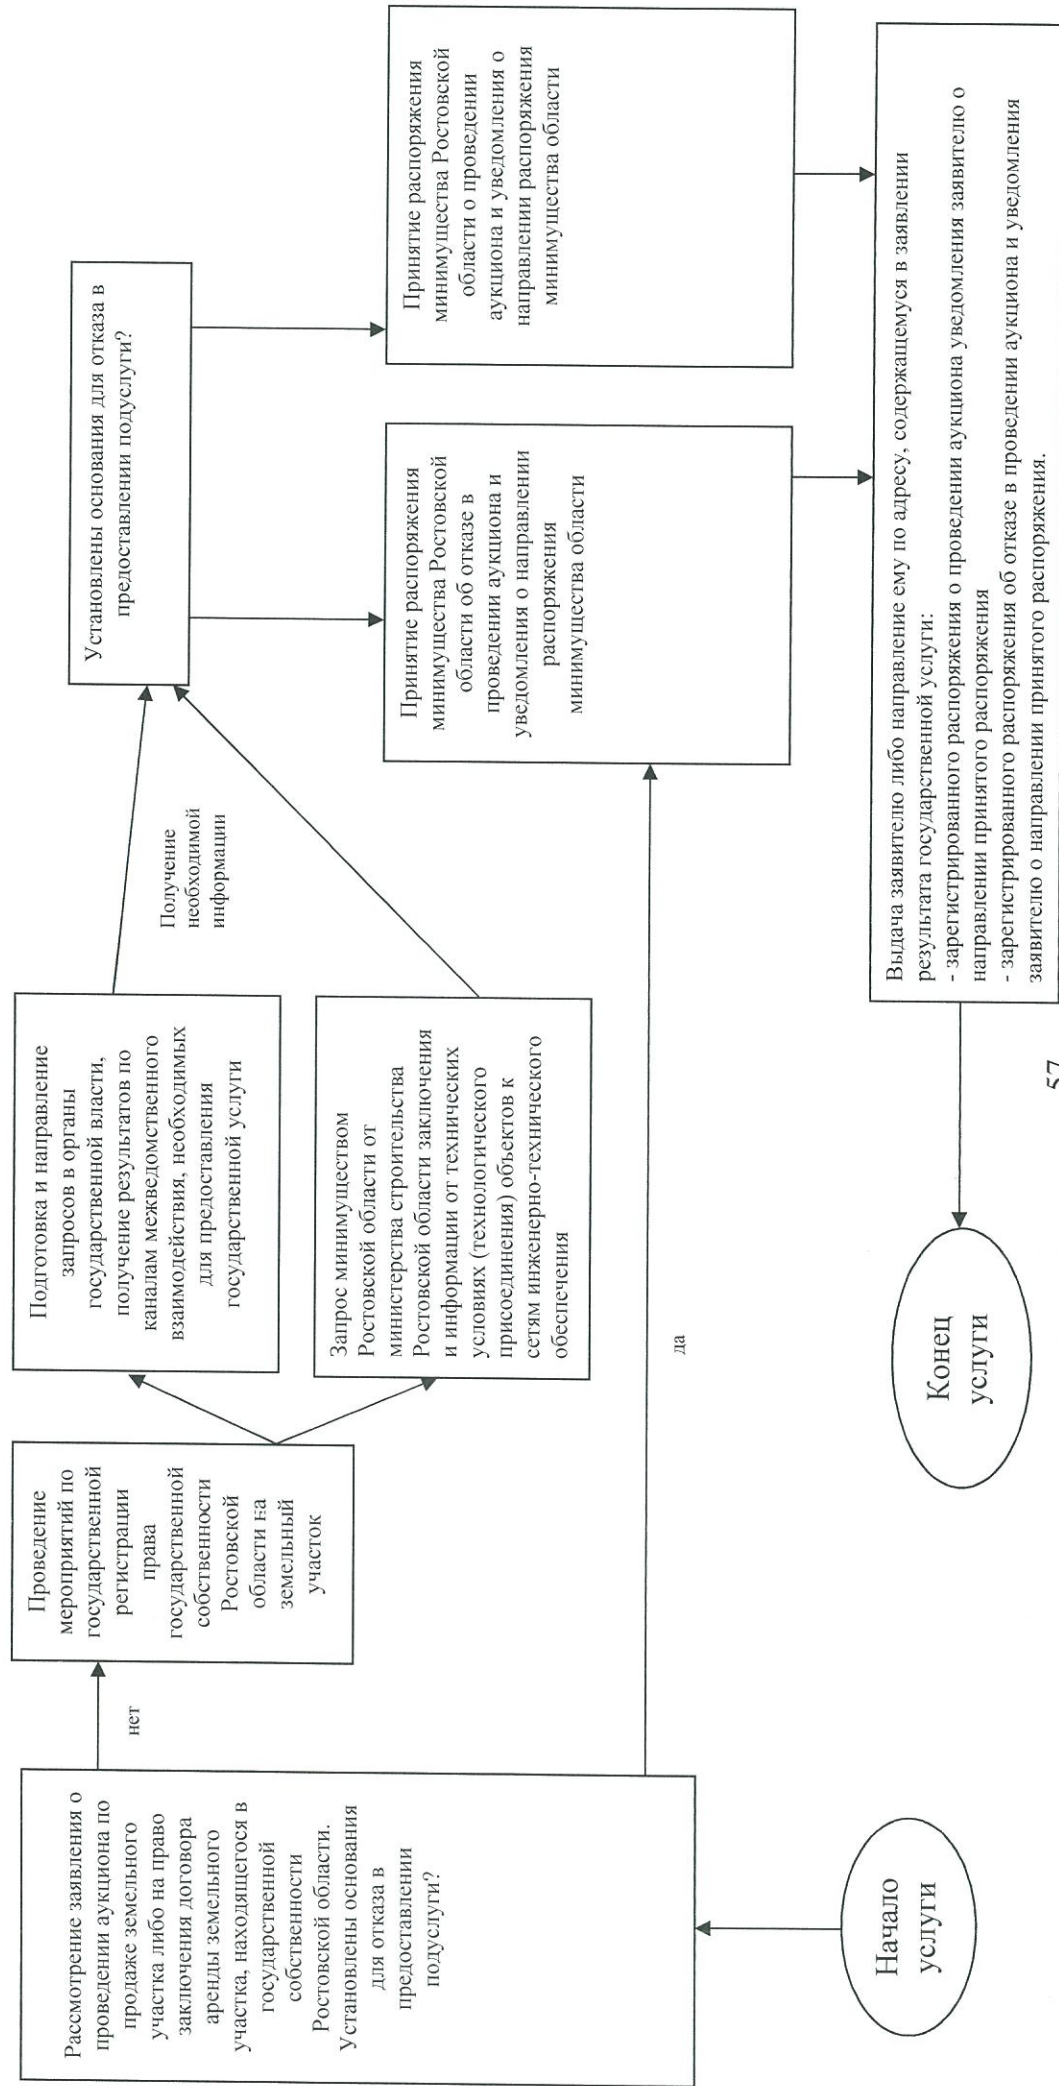 Рассмотрение заявления о
проведении аукциона по
продаже земельного
участка либо на право
заключения договора
аренды земельного
участка, находящегося в
государственной
собственности
Ростовской области.
Установлены основания
для отказа в
предоставлении
подуслуги?
Начало
услуги
нет
Проведение
мероприятий по
государственной
регистрации
права
государственной
собственности
Ростовской
области на
земельный
участок
Подготовка и направление
запросов в органы
государственной власти,
получение результатов по
каналам межведомственного
взаимодействия, необходимых
для предоставления
государственной услуги
Запрос минимуществом
Ростовской области от
министерства строительства
Ростовской области заключения
и информации от технических
условиях (технологического
присоединения) объектов к
сетям инженерно-технического
обеспечения
Получение
необходимой
информации
да
Установлены основания для отказа в
предоставлении подуслуги?
Принятие распоряжения
минимущества Ростовской
области об отказе в
проведении аукциона и
уведомления о направлении
распоряжения
минимущества области
Принятие распоряжения
минимущества Ростовской
области о проведении
аукциона и уведомления о
направлении распоряжения
минимущества области
Выдача заявителю либо направление ему по адресу, содержащемуся в заявлении
результата государственной услуги:
- зарегистрированного распоряжения о проведении аукциона уведомления заявителю о
направлении принятого распоряжения
- зарегистрированного распоряжения об отказе в проведении аукциона и уведомления
заявителю о направлении принятого распоряжения.
Конец
услуги
57